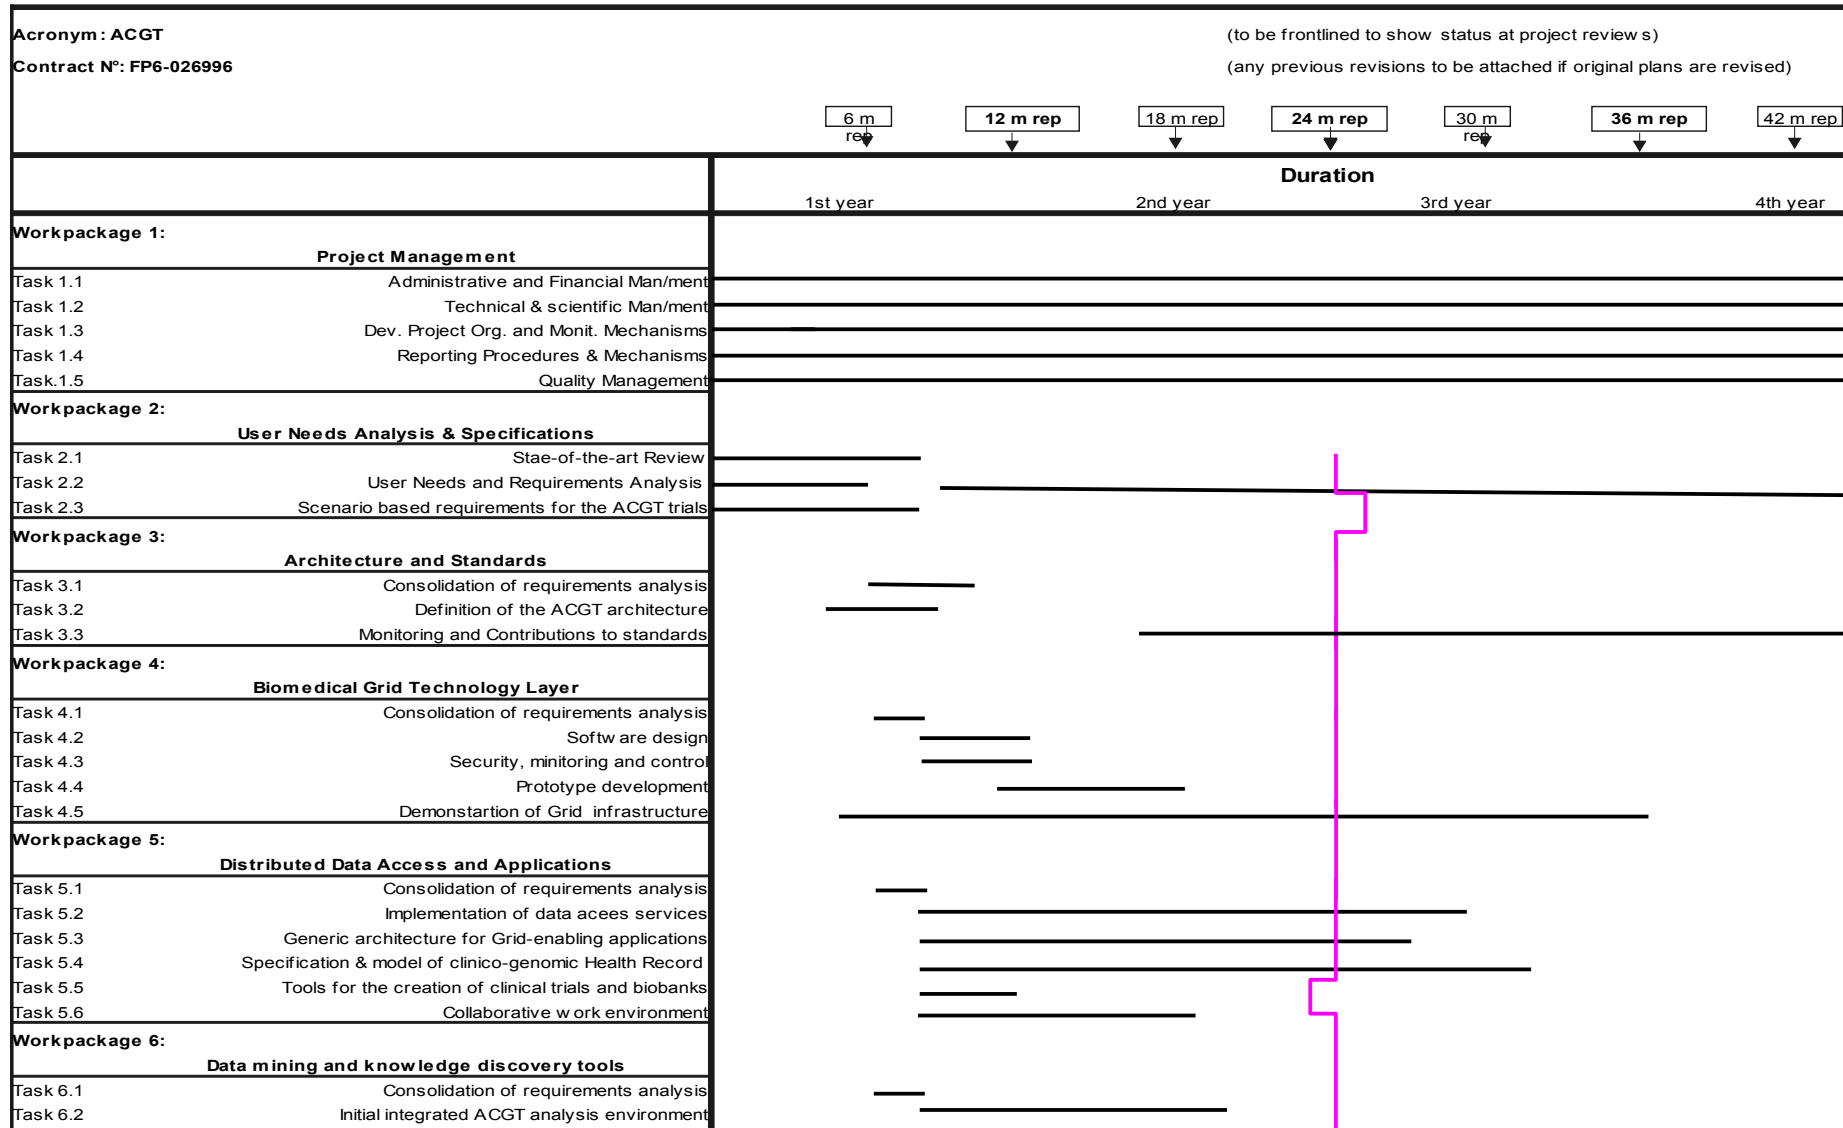 Acronym: ACGT (to be frontlined to show status at project reviews)
Contract Nº: FP6-026996 (any previous revisions to be attached if original plans are revised)
6 m rep 12 m rep 18 m rep 24 m rep 30 m rep 36 m rep 42 m rep
Duration
1st year 2nd year 3rd year 4th year
Workpackage 1:
Project Management
Task 1.1 Administrative and Financial Man/ment
Task 1.2 Technical & scientific Man/ment
Task 1.3 Dev. Project Org. and Monit. Mechanisms
Task 1.4 Reporting Procedures & Mechanisms
Task.1.5 Quality Management
Workpackage 2:
User Needs Analysis & Specifications
Task 2.1 Stae-of-the-art Review
Task 2.2 User Needs and Requirements Analysis
Task 2.3 Scenario based requirements for the ACGT trials
Workpackage 3:
Architecture and Standards
Task 3.1 Consolidation of requirements analysis
Task 3.2 Definition of the ACGT architecture
Task 3.3 Monitoring and Contributions to standards
Workpackage 4:
Biomedical Grid Technology Layer
Task 4.1 Consolidation of requirements analysis
Task 4.2 Software design
Task 4.3 Security, minitoring and control
Task 4.4 Prototype development
Task 4.5 Demonstartion of Grid infrastructure
Workpackage 5:
Distributed Data Access and Applications
Task 5.1 Consolidation of requirements analysis
Task 5.2 Implementation of data acees services
Task 5.3 Generic architecture for Grid-enabling applications
Task 5.4 Specification & model of clinico-genomic Health Record
Task 5.5 Tools for the creation of clinical trials and biobanks
Task 5.6 Collaborative work environment
Workpackage 6:
Data mining and knowledge discovery tools
Task 6.1 Consolidation of requirements analysis
Task 6.2 Initial integrated ACGT analysis environment